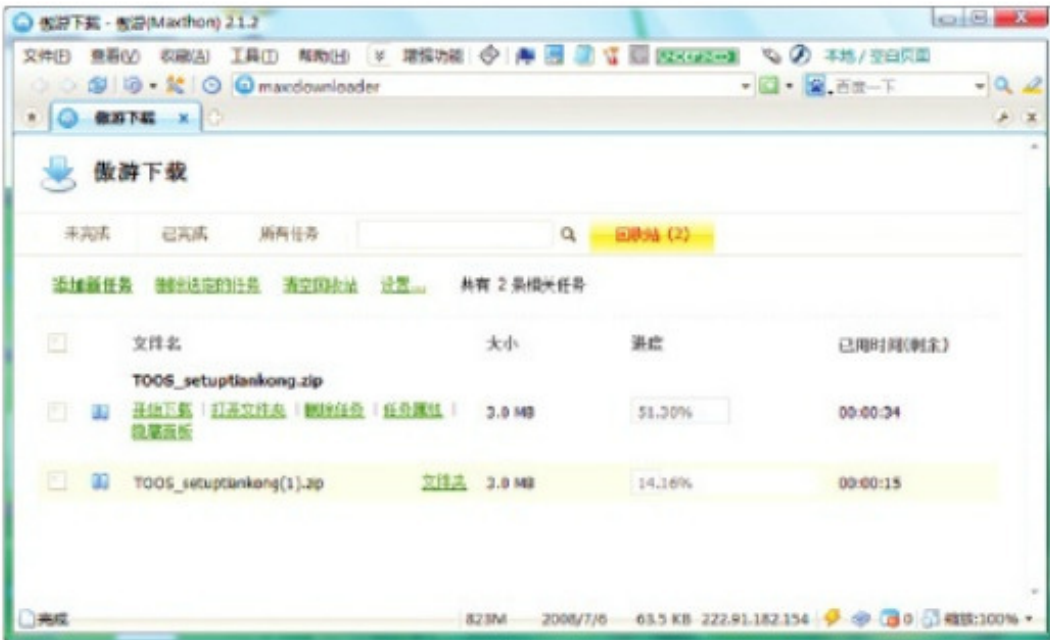 傲游下载 - 傲游(Maxthon) 2.1.2
文件(F) 查看(V) 收藏(A) 工具(T) 帮助(H) 增强功能 本地/空白页面
maxdownloader 百度一下
傲游下载
傲游下载
未完成 已完成 所有任务 回收站 (2)
添加新任务 删除选定的任务 清空回收站 设置... 共有 2 条相关任务
文件名 大小 进度 已用时间(剩余)
TOOS_setuptiankong.zip
开始下载 | 打开文件夹 | 删除任务 | 任务属性 | 3.0 MB 51.30% 00:00:34
隐藏面板
TOOS_setuptiankong(1).zip 文件夹 3.0 MB 14.16% 00:00:15
完成 823M 2008/7/6 63.5 KB 222.91.182.154 0 缩放:100%